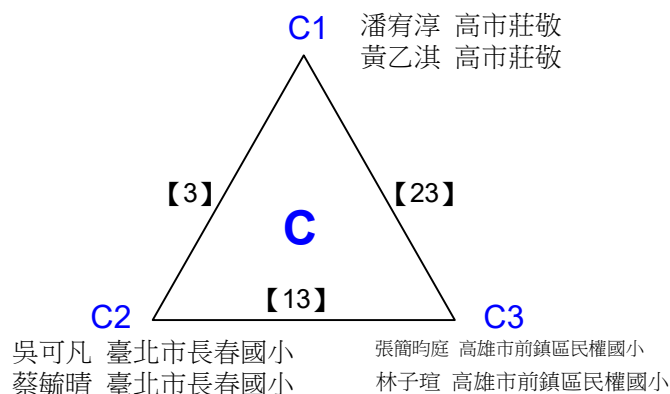 C1
潘宥淳 高市莊敬
黃乙淇 高市莊敬
【3】
【23】
C
【13】
C2
C3
吳可凡 臺北市長春國小
蔡毓晴 臺北市長春國小
張簡昀庭 高雄市前鎮區民權國小
林子瑄 高雄市前鎮區民權國小